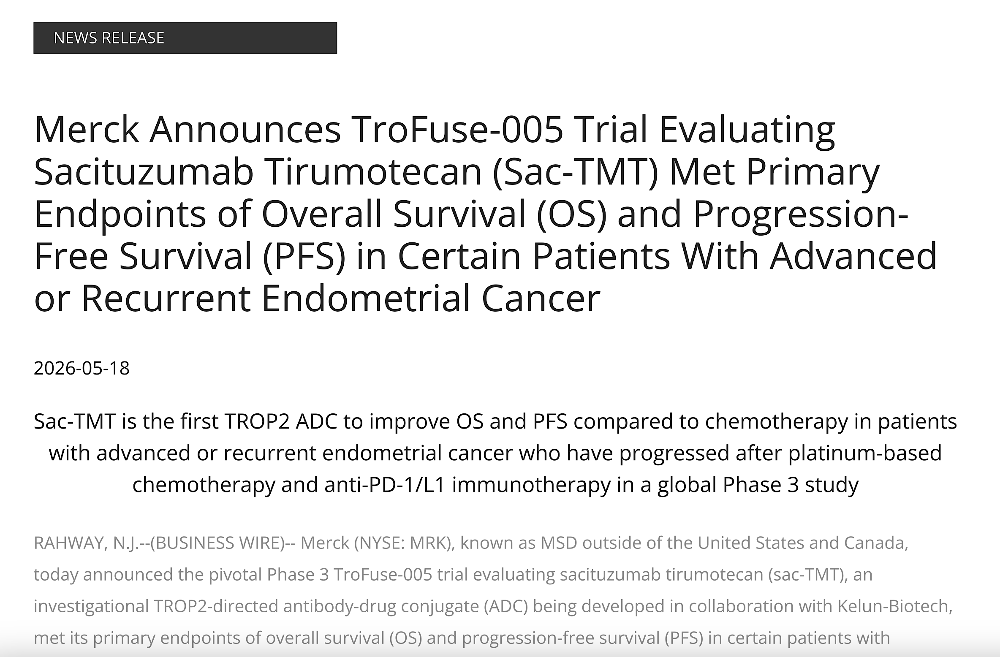 NEWS RELEASE
Merck Announces TroFuse-005 Trial Evaluating
Sacituzumab Tirumotecan (Sac-TMT) Met Primary
Endpoints of Overall Survival (OS) and Progression-
Free Survival (PFS) in Certain Patients With Advanced
or Recurrent Endometrial Cancer
2026-05-18
Sac-TMT is the first TROP2 ADC to improve OS and PFS compared to chemotherapy in patients
with advanced or recurrent endometrial cancer who have progressed after platinum-based
chemotherapy and anti-PD-1/L1 immunotherapy in a global Phase 3 study
RAHWAY, N.J.--(BUSINESS WIRE)-- Merck (NYSE: MRK), known as MSD outside of the United States and Canada,
today announced the pivotal Phase 3 TroFuse-005 trial evaluating sacituzumab tirumotecan (sac-TMT), an
investigational TROP2-directed antibody-drug conjugate (ADC) being developed in collaboration with Kelun-Biotech,
met its primary endpoints of overall survival (OS) and progression-free survival (PFS) in certain patients with